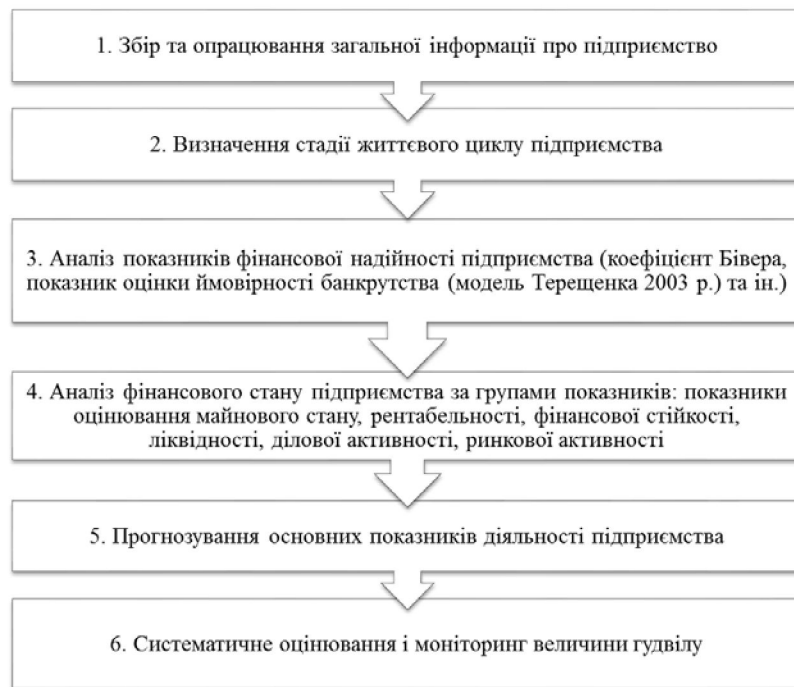 1. Збір та опрацювання загальної інформації про підприємство
2. Визначення стадії життєвого циклу підприємства
3. Аналіз показників фінансової надійності підприємства (коефіцієнт Бівера,
показник оцінки ймовірності банкрутства (модель Терещенка 2003 р.) та ін.)
4. Аналіз фінансового стану підприємства за групами показників: показники
оцінювання майнового стану, рентабельності, фінансової стійкості,
ліквідності, ділової активності, ринкової активності
5. Прогнозування основних показників діяльності підприємства
6. Систематичне оцінювання і моніторинг величини гудвілу